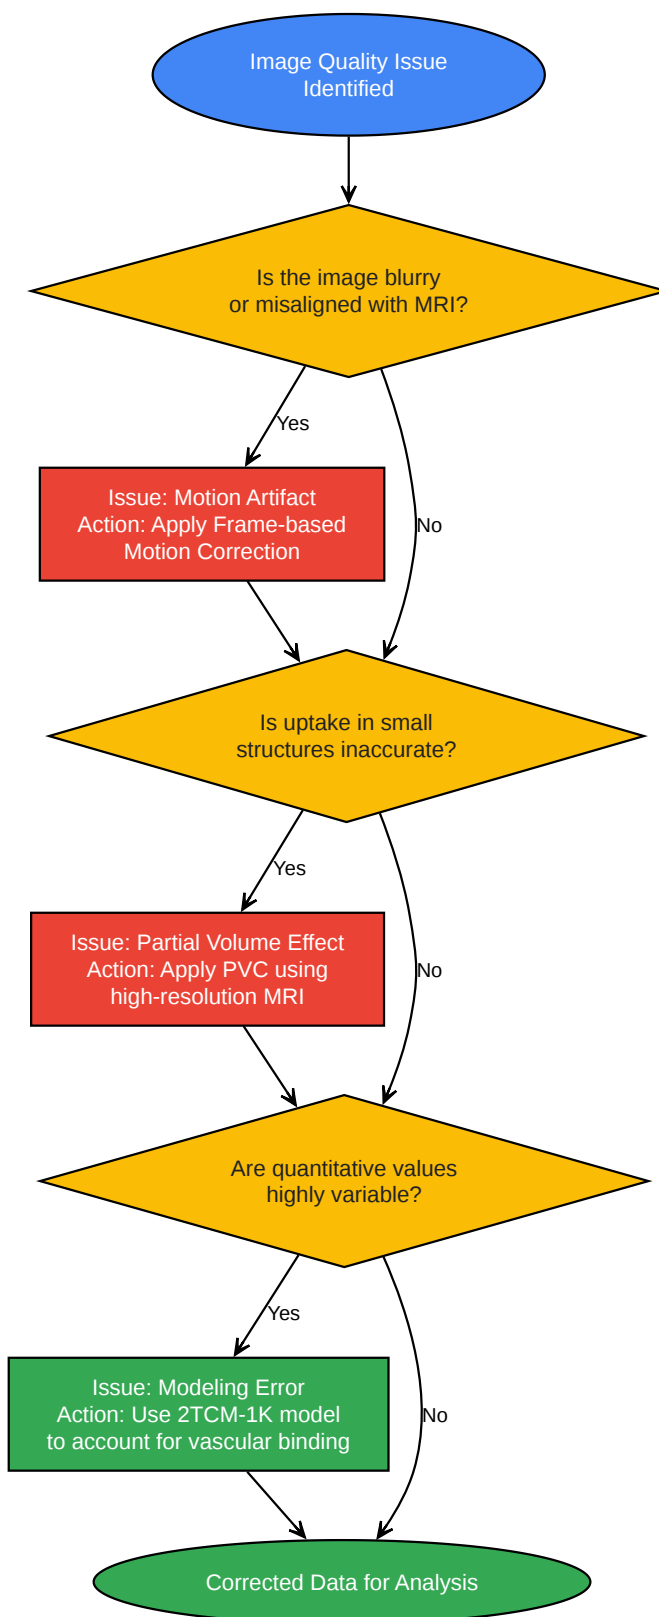 Image Quality Issue
Identified
Is the image blurry
or misaligned with MRI?
Yes
Issue: Motion Artifact
Action: Apply Frame-based
Motion Correction
No
Is uptake in small
structures inaccurate?
Yes
Issue: Partial Volume Effect
Action: Apply PVC using
high-resolution MRI
No
Are quantitative values
highly variable?
Yes
Issue: Modeling Error
Action: Use 2TCM-1K model
to account for vascular binding
No
Corrected Data for Analysis